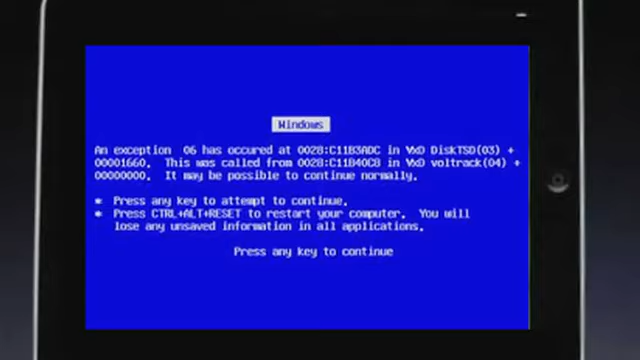 Windows
An exception 06 has occured at 0028:C11B3ADC in VxD DiskTSD(03) +
00001660. This was called from 0028:C11B40C8 in VxD voltrack(04) +
00000000. It may be possible to continue normally.
* Press any key to attempt to continue.
* Press CTRL+ALT+RESET to restart your computer. You will
lose any unsaved information in all applications.
Press any key to continue